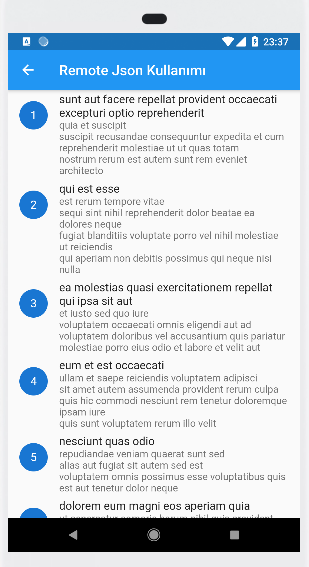 23:37
Remote Json Kullanımı
1
sunt aut facere repellat provident occaecati
excepturi optio reprehenderit
quia et suscipit
suscipit recusandae consequuntur expedita et cum
reprehenderit molestiae ut ut quas totam
nostrum rerum est autem sunt rem eveniet
architecto
2
qui est esse
est rerum tempore vitae
sequi sint nihil reprehenderit dolor beatae ea
dolores neque
fugiat blanditiis voluptate porro vel nihil molestiae
ut reiciendis
qui aperiam non debitis possimus qui neque nisi
nulla
3
ea molestias quasi exercitationem repellat
qui ipsa sit aut
et iusto sed quo iure
voluptatem occaecati omnis eligendi aut ad
voluptatem doloribus vel accusantium quis pariatur
molestiae porro eius odio et labore et velit aut
4
eum et est occaecati
ullam et saepe reiciendis voluptatem adipisci
sit amet autem assumenda provident rerum culpa
quis hic commodi nesciunt rem tenetur doloremque
ipsam iure
quis sunt voluptatem rerum illo velit
5
nesciunt quas odio
repudiandae veniam quaerat sunt sed
alias aut fugiat sit autem sed est
voluptatem omnis possimus esse voluptatibus quis
est aut tenetur dolor neque
dolorem eum magni eos aperiam quia